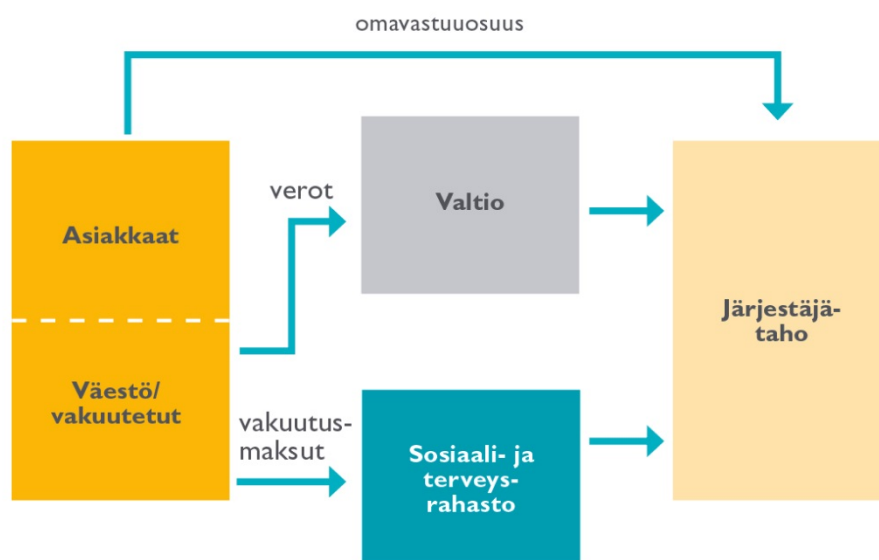 omavastuuosuus
verot
Valtio
Asiakkaat
Järjestäjä-
taho
Väestö/
vakuutetut
vakuutus-
maksut
Sosiaali- ja
terveys-
rahasto